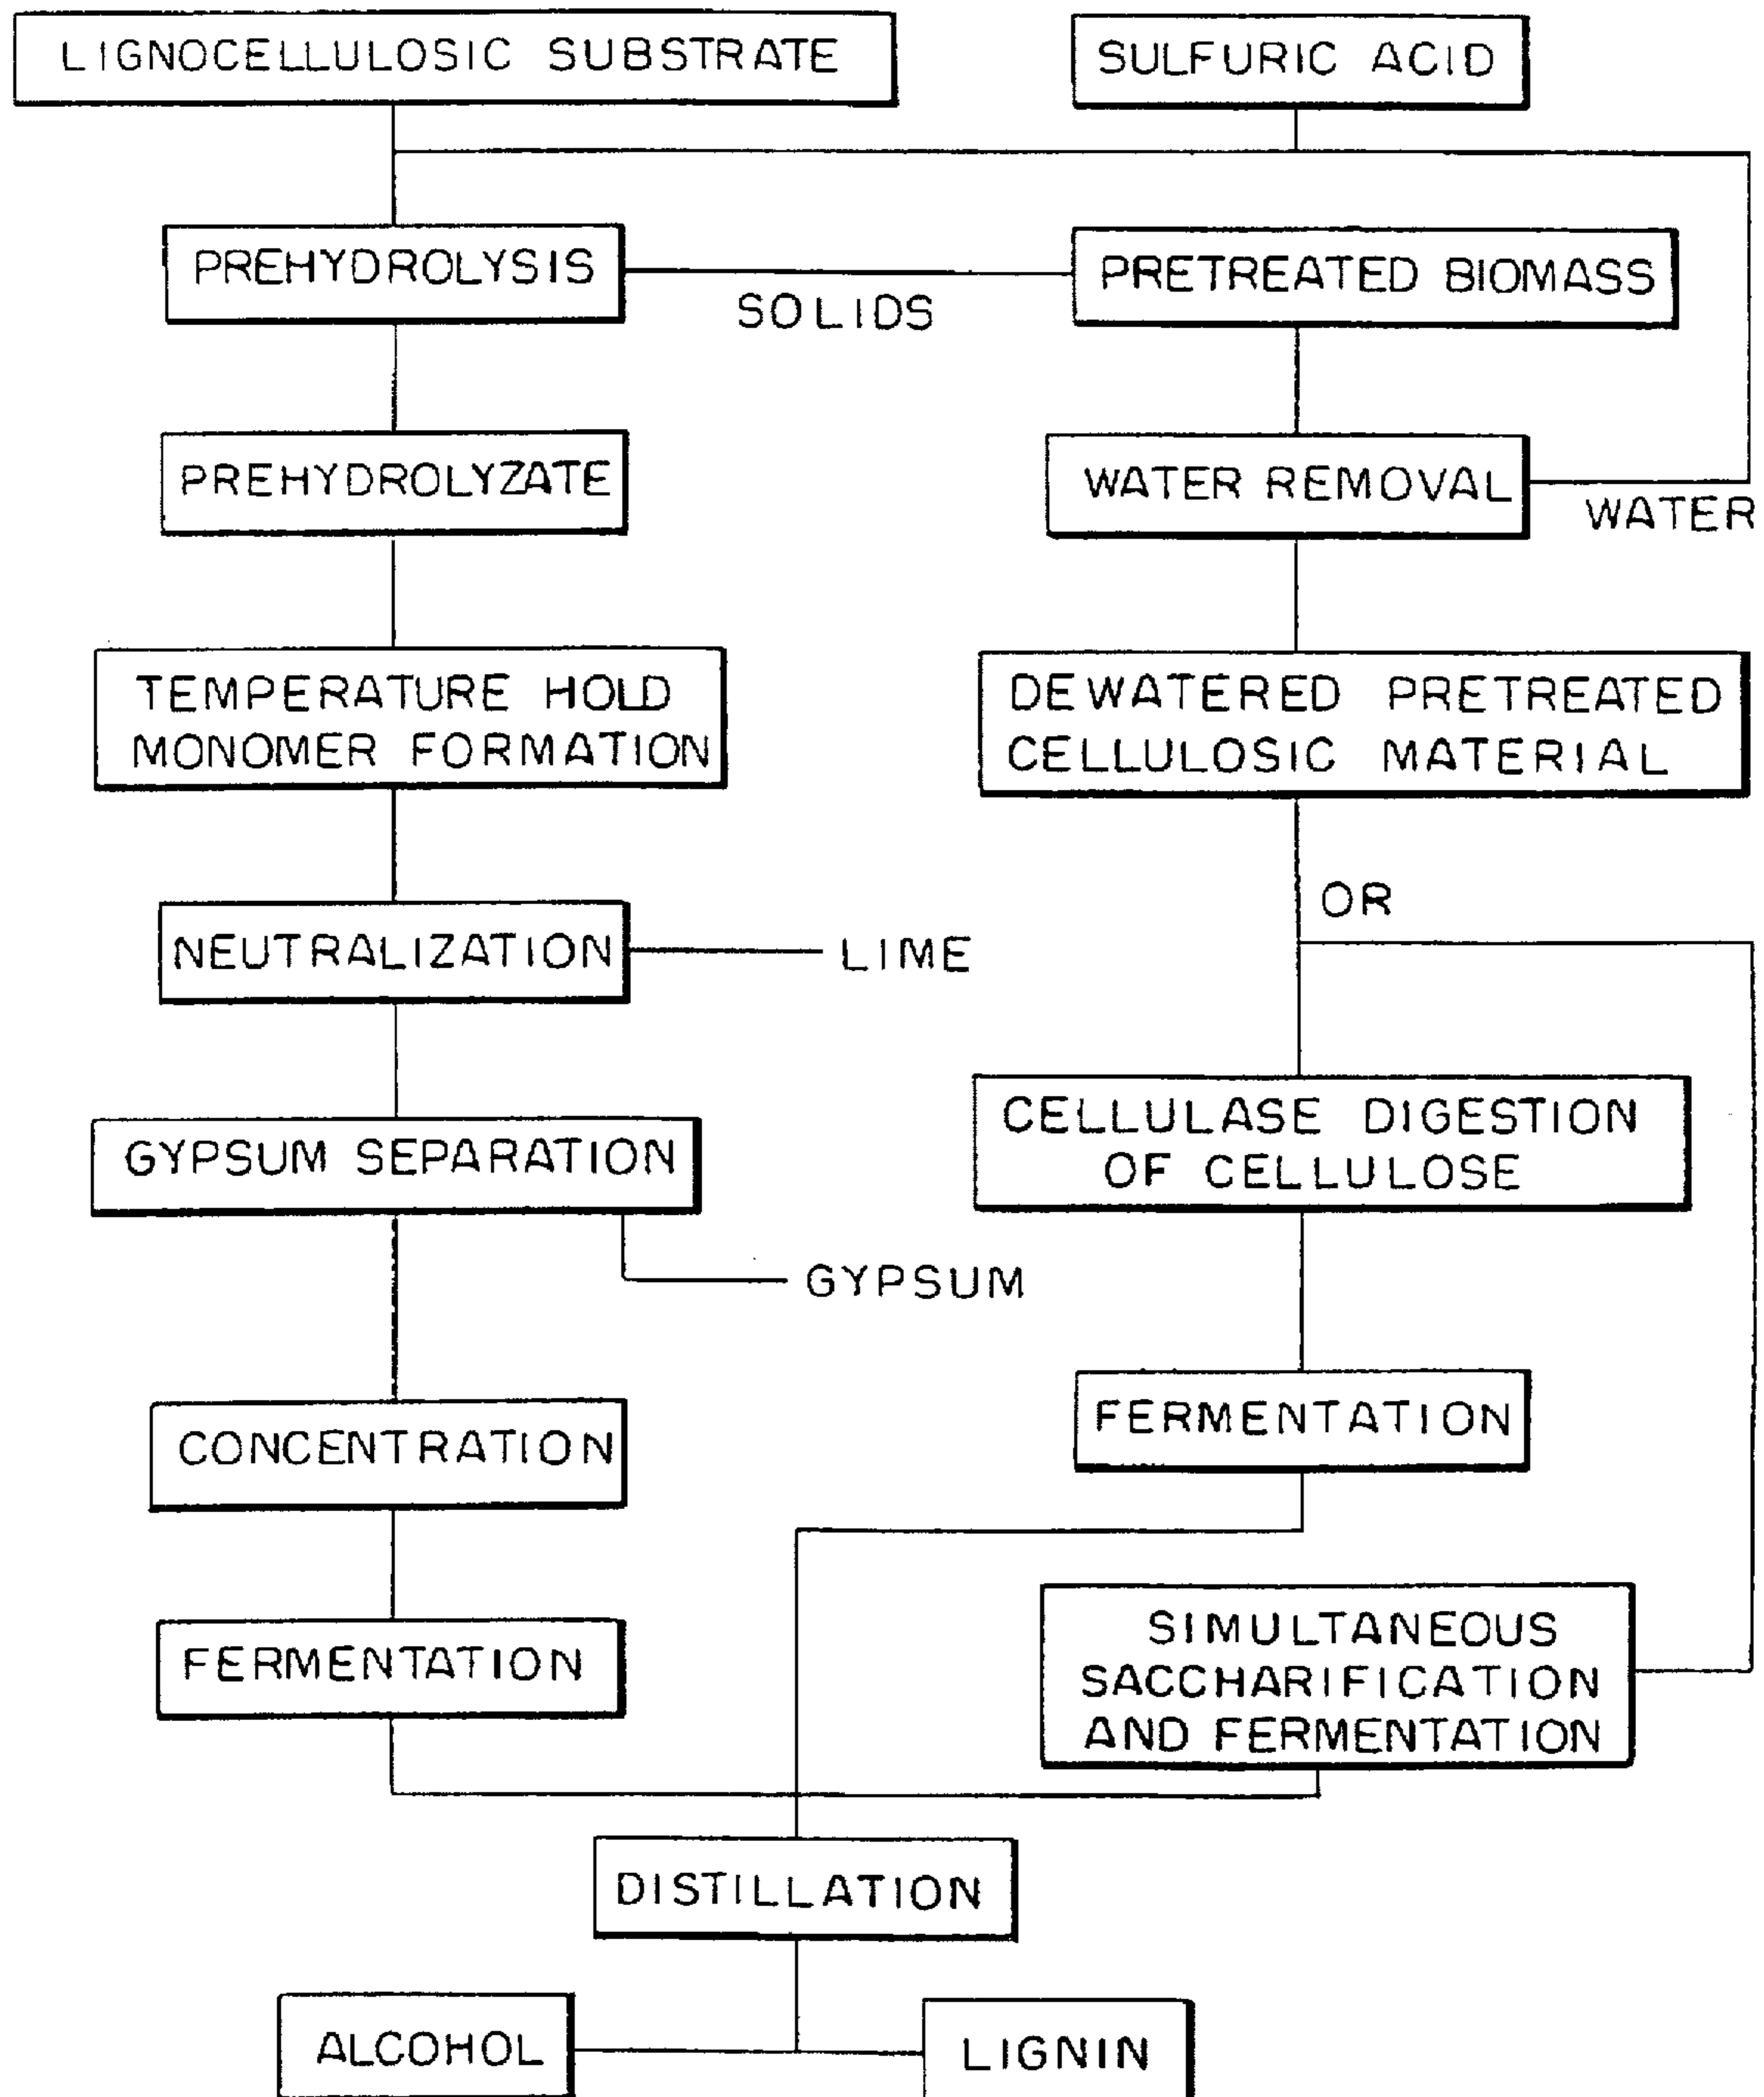 LIGNOCELLULOSIC SUBSTRATE
SULFURIC ACID
PREHYDROLYSIS
SOLIDS
PRETREATED BIOMASS
PREHYDROLYZATE
WATER REMOVAL
WATER
TEMPERATURE HOLD
MONOMER FORMATION
DEWATERED PRETREATED
CELLULOSIC MATERIAL
OR
NEUTRALIZATION
LIME
GYPSUM SEPARATION
GYPSUM
CELLULASE DIGESTION
OF CELLULOSE
CONCENTRATION
FERMENTATION
FERMENTATION
SIMULTANEOUS
SACCHARIFICATION
AND FERMENTATION
DISTILLATION
ALCOHOL
LIGNIN